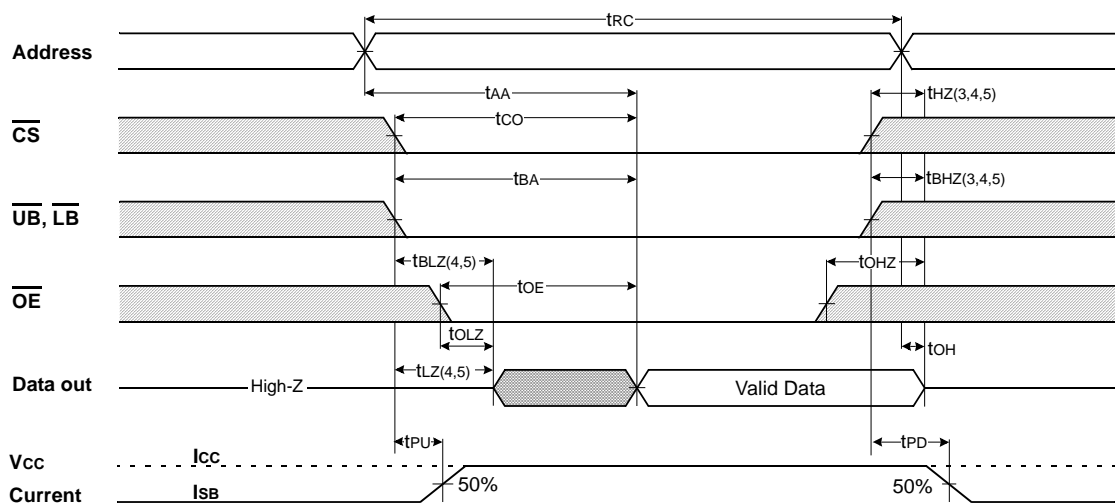 tRC
Address
tAA
tHZ(3,4,5)
CS
tCO
tBA
tBHZ(3,4,5)
UB, LB
tBLZ(4,5)
tOHZ
OE
tOE
tOLZ
tOH
Data out
High-Z
tLZ(4,5)
Valid Data
tPU
tPD
VCC
ICC
Current
ISB
50%
50%